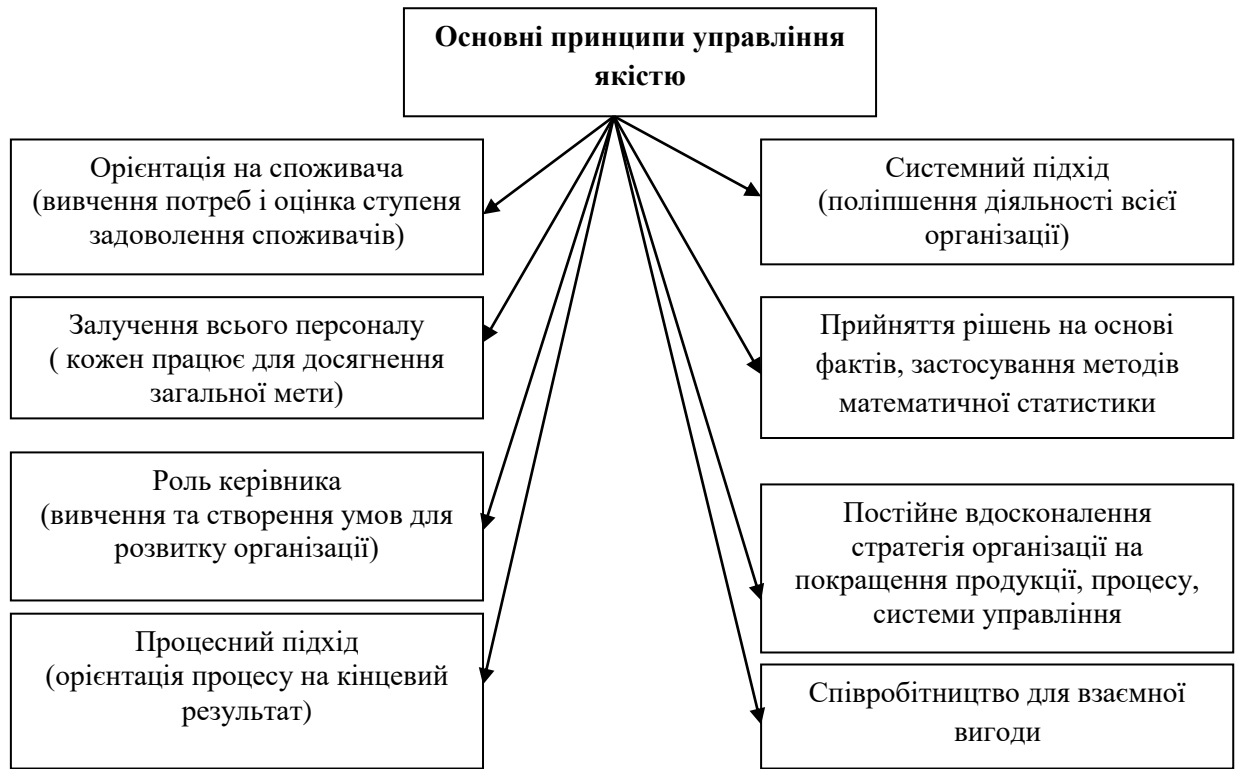 Основні принципи управління
якістю
Орієнтація на споживача
(вивчення потреб і оцінка ступеня
задоволення споживачів)
Залучення всього персоналу
( кожен працює для досягнення
загальної мети)
Роль керівника
(вивчення та створення умов для
розвитку організації)
Процесний підхід
(орієнтація процесу на кінцевий
результат)
Системний підхід
(поліпшення діяльності всієї
організації)
Прийняття рішень на основі
фактів, застосування методів
математичної статистики
Постійне вдосконалення
стратегія організації на
покращення продукції, процесу,
системи управління
Співробітництво для взаємної
вигоди